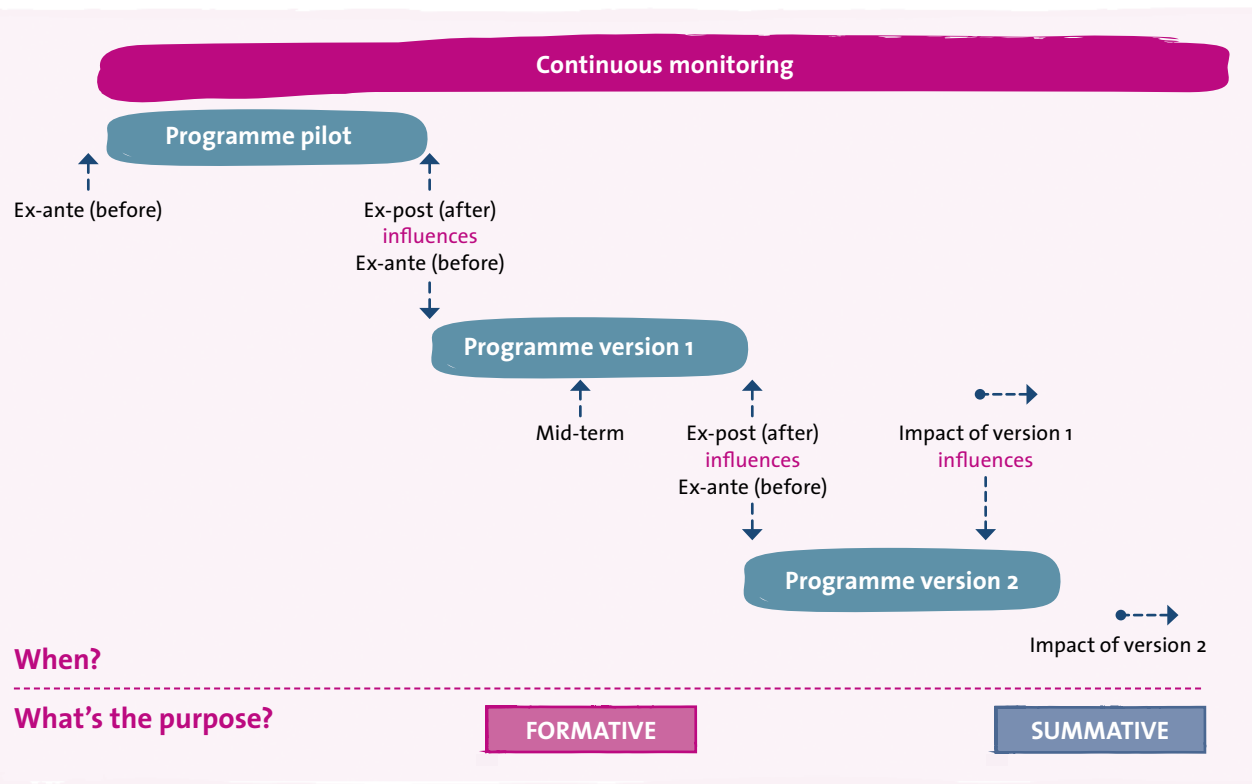 Continuous monitoring
Programme pilot
Ex-ante (before)
Ex-post (after)
influences
Ex-ante (before)
Programme version 1
Mid-term
Ex-post (after)
influences
Ex-ante (before)
Impact of version 1
influences
Programme version 2
Impact of version 2
When?
What's the purpose?
FORMATIVE
SUMMATIVE